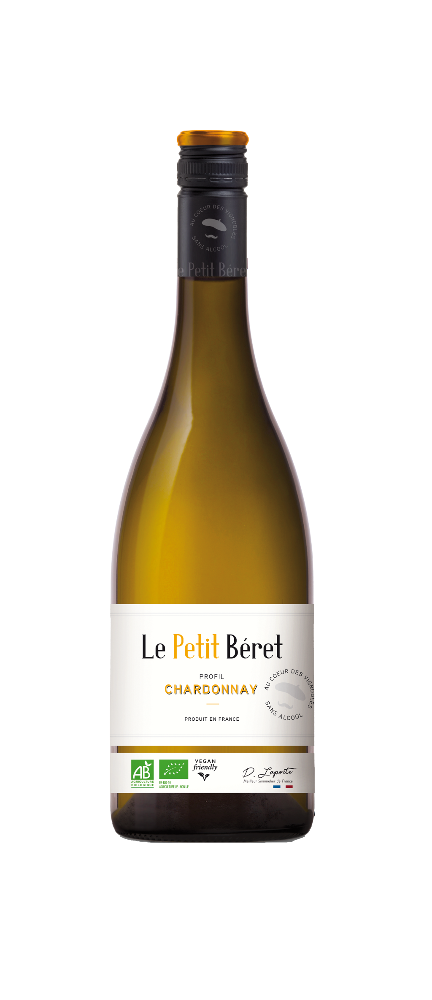 AU COEUR DES VIGNOBLES
SANS ALCOOL
e Petit Bére
Le Petit Béret
PROFIL
CHARDONNAY
PRODUIT EN FRANCE
AU COEUR DES VIGNOBLES
SANS ALCOOL
AB
AGRICULTURE
BIOLOGIQUE
FR-BIO-10
AGRICULTURE UE - NON UE
VEGAN
friendly
D. Laporte
Meilleur Sommelier de France